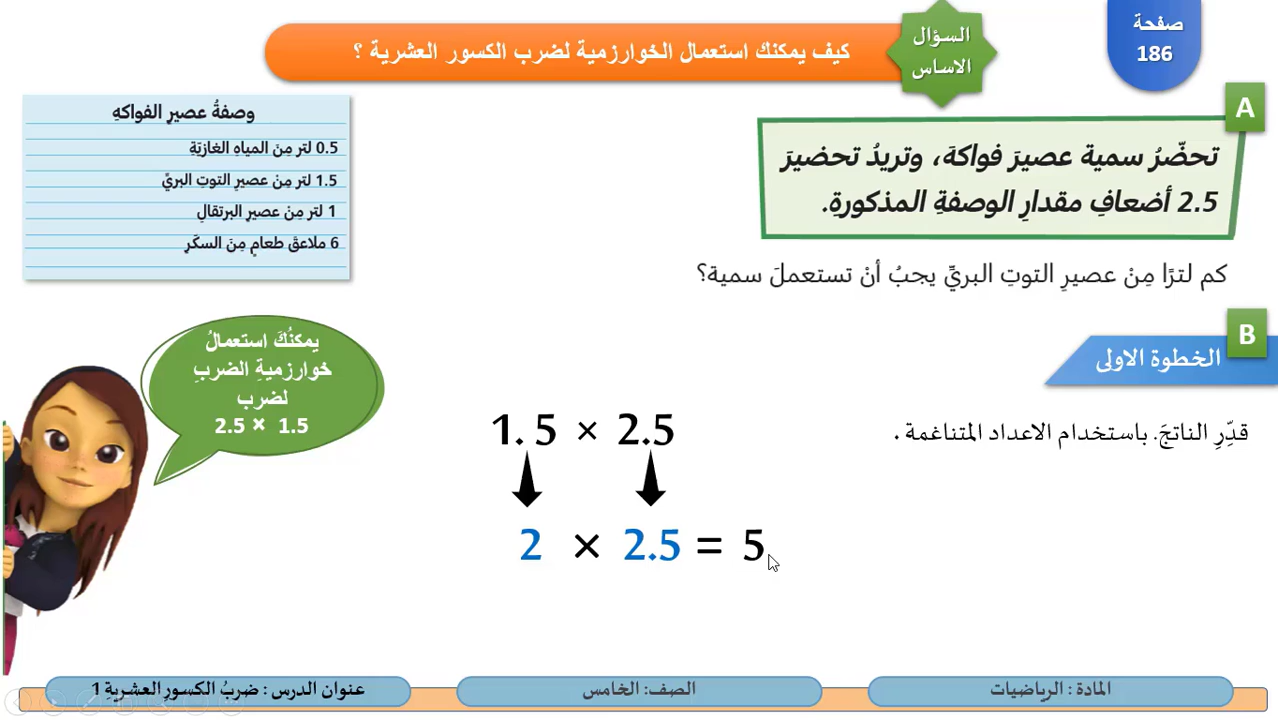 صفحة
186
السؤال
الاساس
كيف يمكنك استعمال الخوارزمية لضرب الكسور العشرية ؟
A
تحضّرُ سمية عصيرَ فواكهَ، وتريدُ تحضيرَ
2.5 أضعافِ مقدارِ الوصفةِ المذكورةِ.
وصفةُ عصيرِ الفواكهِ
0.5 لتر مِنَ المياهِ الغازيّةِ
1.5 لتر مِنْ عصيرِ التوتِ البريِّ
1 لتر مِنْ عصيرِ البرتقالِ
6 ملاعقَ طعامٍ مِنَ السكّرِ
كم لترًا مِنْ عصيرِ التوتِ البريِّ يجبُ أنْ تستعملَ سمية؟
B
الخطوة الاولى
قدِّرِ الناتجَ. باستخدام الاعداد المتناغمة .
يمكنُكَ استعمالُ
خوارزميةِ الضربِ
لضرب
2.5 × 1.5
1.5 × 2.5
2 × 2.5 = 5
المادة : الرياضيات
الصف: الخامس
عنوان الدرس : ضربُ الكسور العشريةِ 1